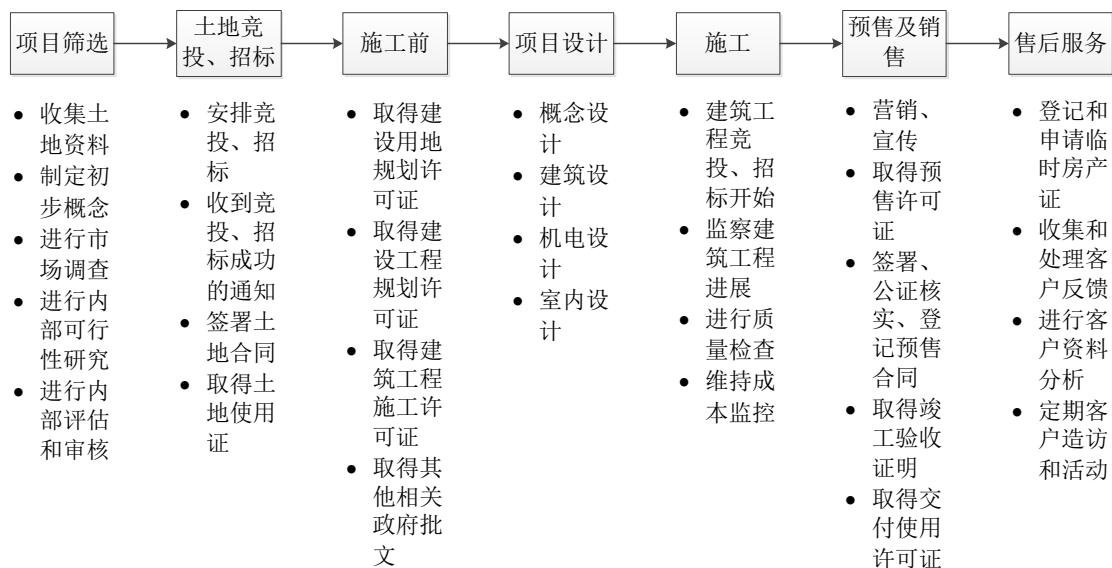 项目筛选
土地竞
投、招标
施工前
项目设计
施工
预售及销
售
售后服务
● 收集土
地资料
● 制定初
步概念
● 进行市
场调查
● 进行内
部可行
性研究
● 进行内
部评估
和审核
● 安排竞
投、招
标
● 收到竞
投、招
标成功
的通知
● 签署土
地合同
● 取得土
地使用
证
● 取得建
设用地
规划许
可证
● 取得建
设工程
规划许
可证
● 取得建
筑工程
施工许
可证
● 取得其
他相关
政府批
文
● 概念设
计
● 建筑设
计
● 机电设
计
● 室内设
计
● 建筑工
程竞
投、招
标开始
● 监察建
筑工程
进展
● 进行质
量检查
● 维持成
本监控
● 营销、
宣传
● 取得预
售许可
证
● 签署、
公证核
实、登
记预售
合同
● 取得竣
工验收
证明
● 取得交
付使用
许可证
● 登记和
申请临
时房产
证
● 收集和
处理客
户反馈
● 进行客
户资料
分析
● 定期客
户造访
和活动